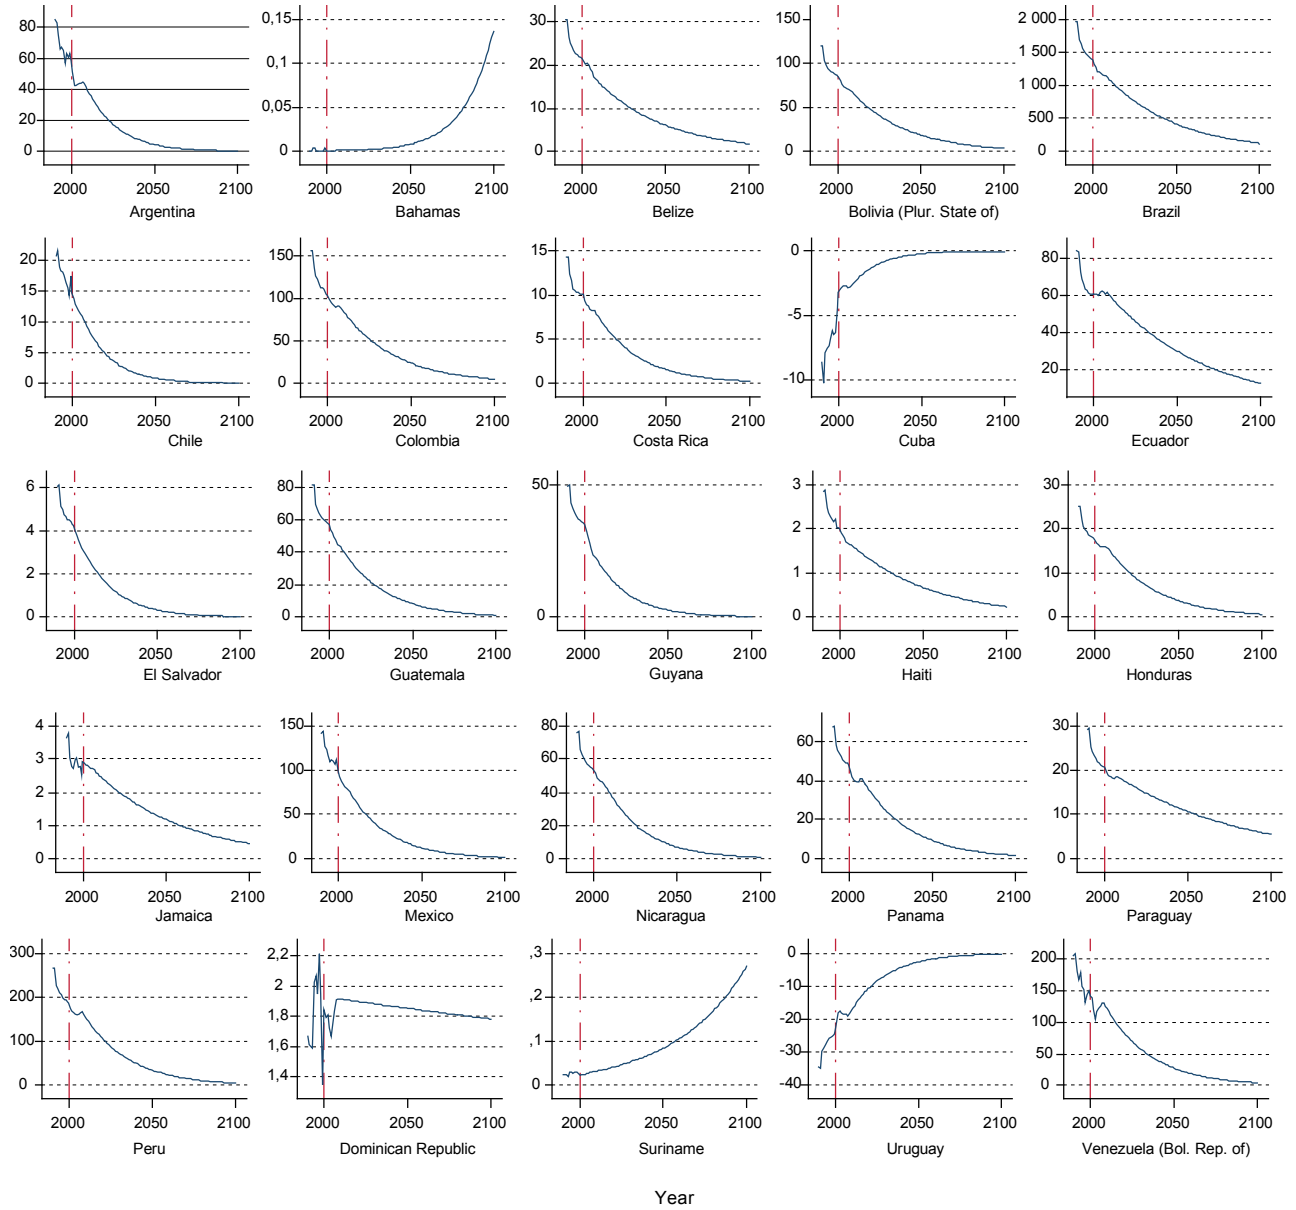 80
60
40
20
0
2000 2050 2100
Argentina
0,15
0,1
0,05
0
2000 2050 2100
Bahamas
30
20
10
0
2000 2050 2100
Belize
150
100
50
0
2000 2050 2100
Bolivia (Plur. State of)
2 000
1 500
1 000
500
0
2000 2050 2100
Brazil
20
15
10
5
0
2000 2050 2100
Chile
150
100
50
0
2000 2050 2100
Colombia
15
10
5
0
2000 2050 2100
Costa Rica
0
-5
-10
2000 2050 2100
Cuba
80
60
40
20
2000 2050 2100
Ecuador
6
4
2
0
2000 2050 2100
El Salvador
80
60
40
20
0
2000 2050 2100
Guatemala
50
0
2000 2050 2100
Guyana
3
2
1
0
2000 2050 2100
Haiti
30
20
10
0
2000 2050 2100
Honduras
4
3
2
1
0
2000 2050 2100
Jamaica
150
100
50
0
2000 2050 2100
Mexico
80
60
40
20
0
2000 2050 2100
Nicaragua
60
40
20
0
2000 2050 2100
Panama
30
20
10
0
2000 2050 2100
Paraguay
300
200
100
0
2000 2050 2100
Peru
2,2
2
1,8
1,6
1,4
2000 2050 2100
Dominican Republic
,3
,2
,1
0
2000 2050 2100
Suriname
0
-10
-20
-30
-40
2000 2050 2100
Uruguay
200
150
100
50
0
2000 2050 2100
Venezuela (Bol. Rep. of)
Year